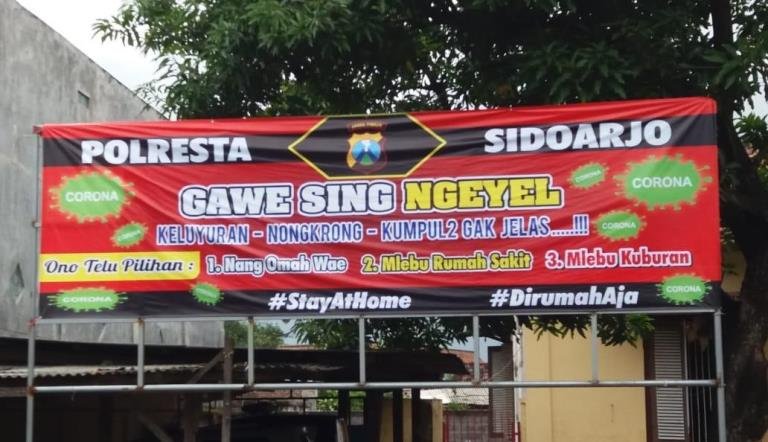 POLRESTA SIDOARJO
GAWE SING NGEYEL
KELUYURAN - NONGKRONG - KUMPUL2 GAK JELAS.....!!!
Ono Telu Pilihan : 1. Nang Omah Wae 2. Mlebu Rumah Sakit 3. Mlebu Kuburan
#StayAtHome #DirumahAja
CORONA
CORONA
CORONA
CORONA
CORONA
CORONA
CORONA
CORONA
CORONA